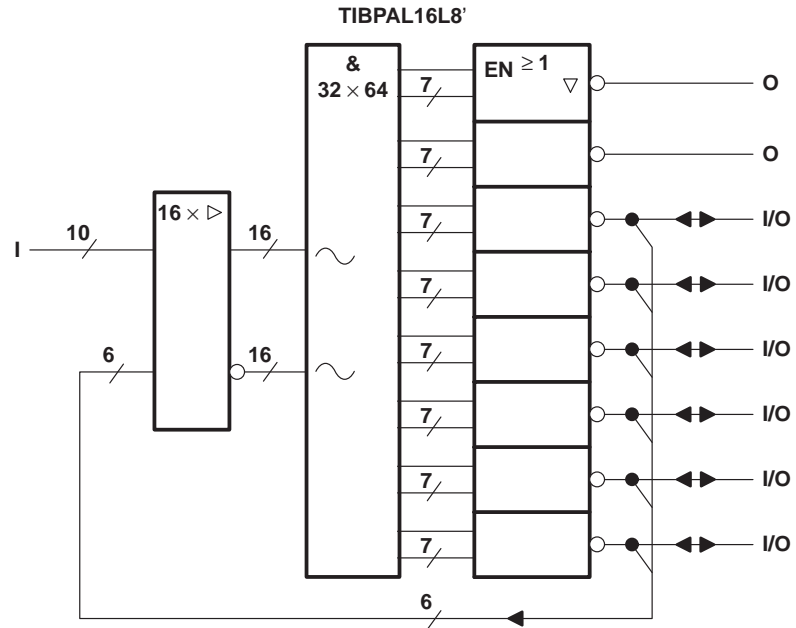 TIBPAL16L8’
&
32 × 64
EN ≥ 1
▽
7
O
7
O
16 × ▷
I
10
16
7
I/O
7
I/O
6
16
7
I/O
7
I/O
7
I/O
7
I/O
6